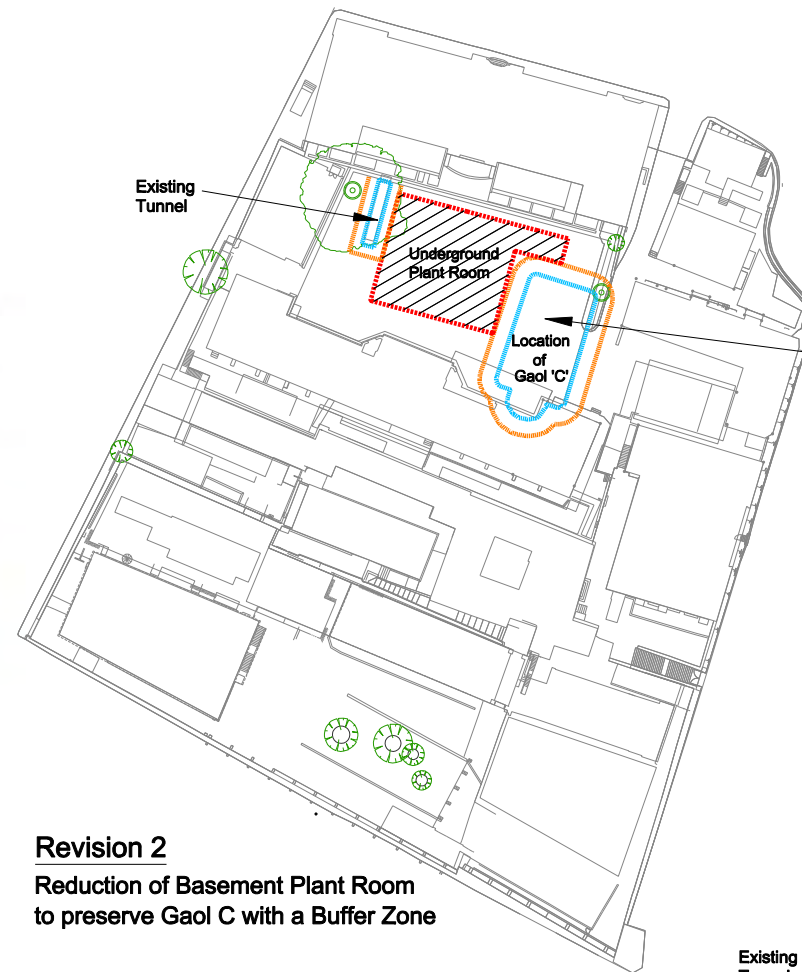 Existing
Tunnel
Underground
Plant Room
Location
of
Gaol 'C'
Revision 2
Reduction of Basement Plant Room
to preserve Gaol C with a Buffer Zone
Existing